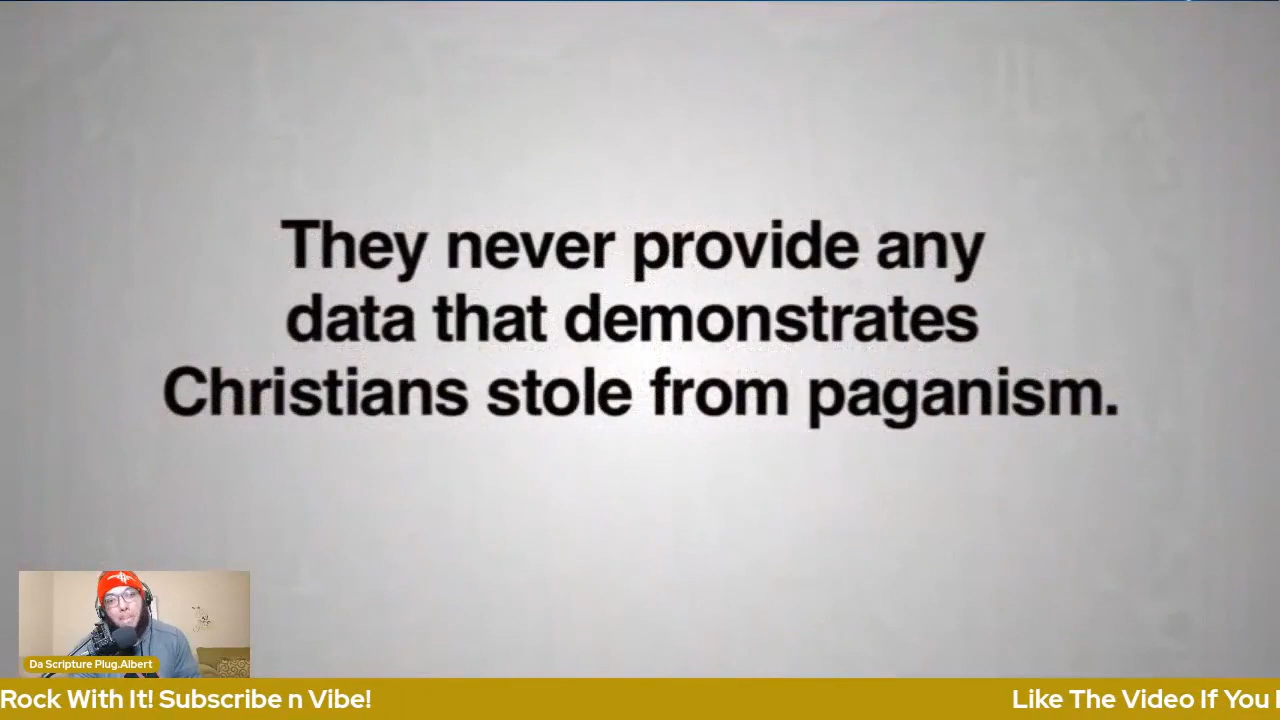 They never provide any
data that demonstrates
Christians stole from paganism.
Da Scripture Plug.Albert
Rock With It! Subscribe n Vibe!
Like The Video If You